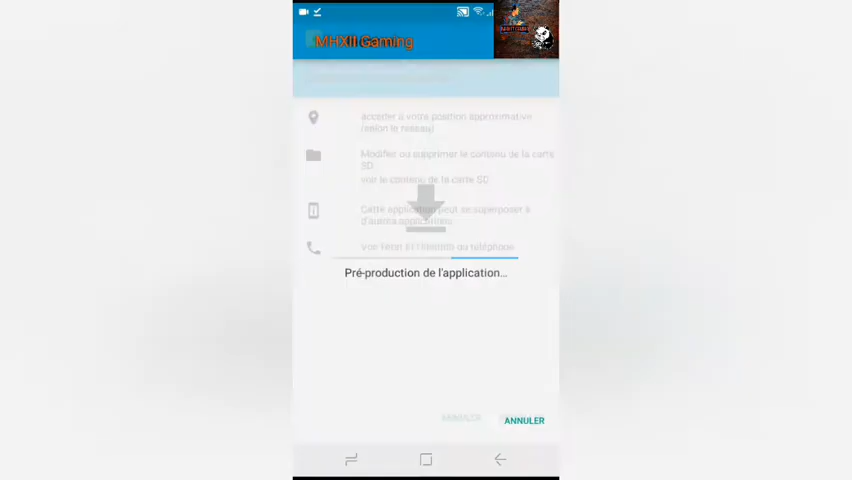 MHXII Gaming
accéder à votre position approximative
(selon le réseau)
Modifier ou supprimer le contenu de la carte
SD
voir le contenu de la carte SD
Cette application peut se superposer à
d'autres applications
Voir l'état et l'identité du téléphone
Pré-production de l'application...
ANNULER
ANNULER